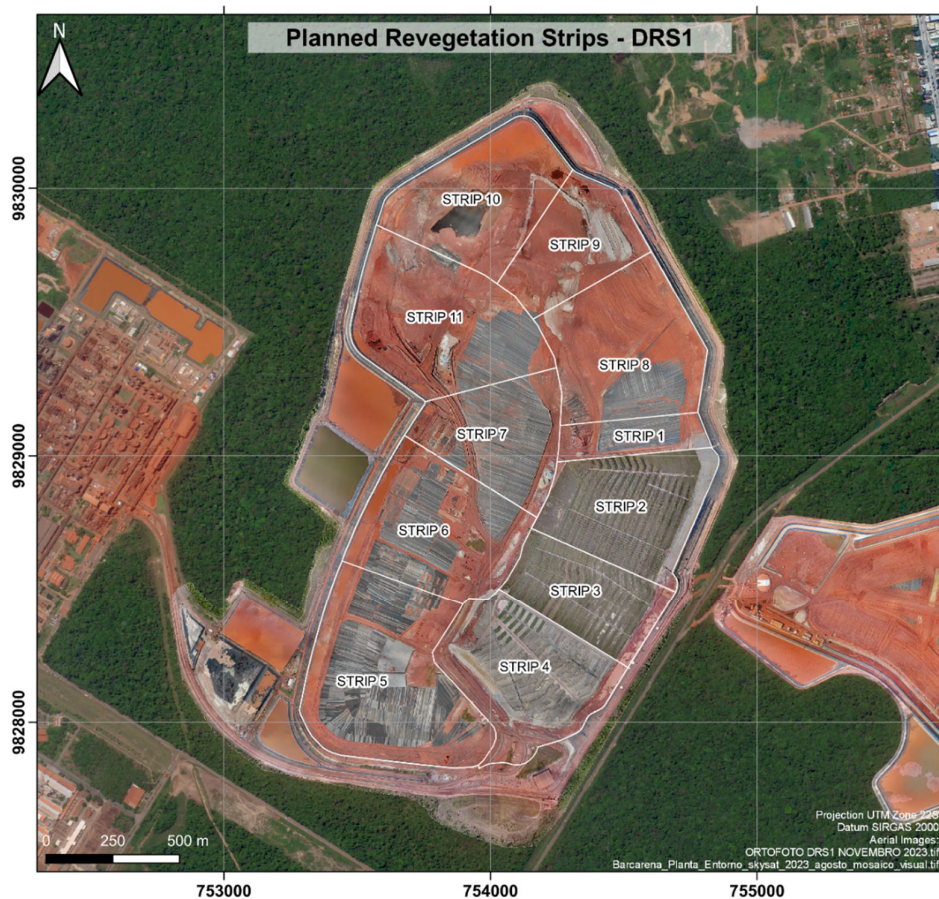 Planned Revegetation Strips - DRS1
N
9830000
9829000
9828000
STRIP 10
STRIP 9
STRIP 11
STRIP 8
STRIP 1
STRIP 7
STRIP 2
STRIP 6
STRIP 3
STRIP 4
STRIP 5
0 250 500 m
Projection UTM Zone 22S
Datum SIRGAS 2000
Aerial Images:
ORTOFOTO DRS1 NOVEMBRO 2023.tif
Barcarena_Planta_Entorno_skysat_2023_agosto_mosaico_visual.tif
753000
754000
755000